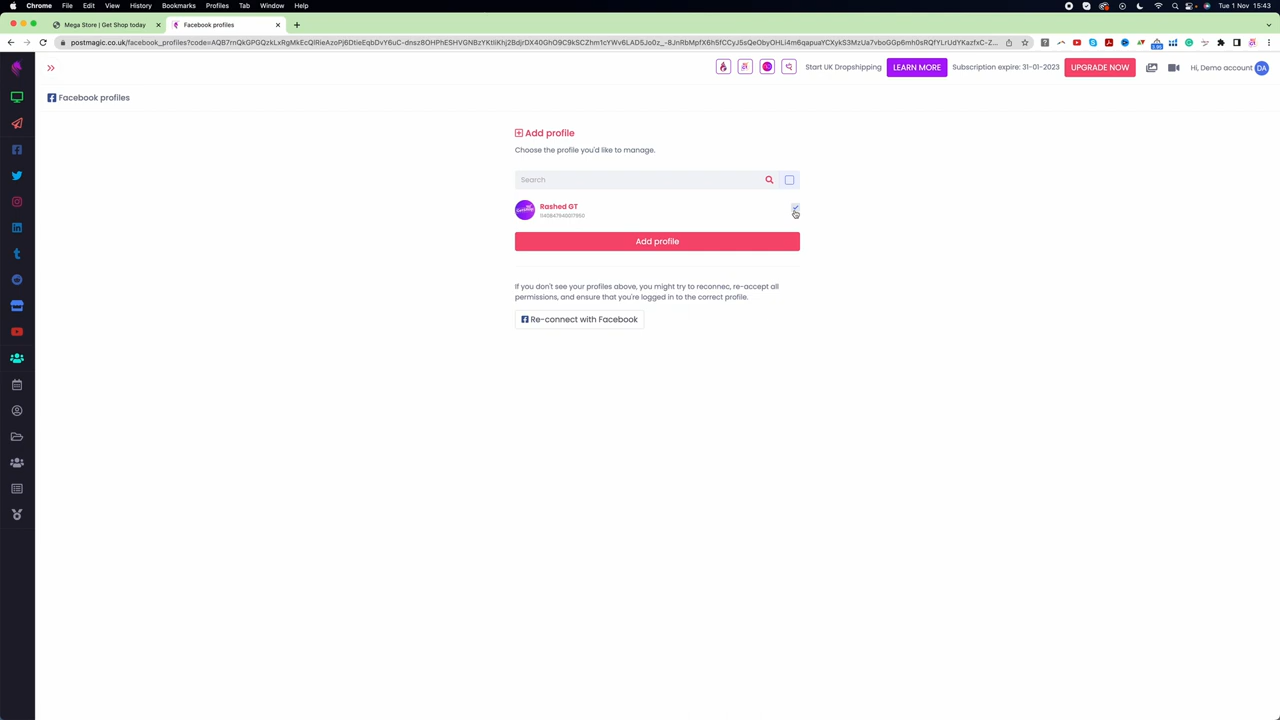 Chrome File Edit View History Bookmarks Profiles Tab Window Help Tue 1 Nov 15:43
Mega Store | Get Shop today Facebook profiles
Start UK Dropshipping LEARN MORE Subscription expire: 31-01-2023 UPGRADE NOW Hi, Demo account DA
Facebook profiles
Add profile
Choose the profile you'd like to manage.
Search
Rashed GT
Add profile
If you don't see your profiles above, you might try to reconnec, re-accept all
permissions, and ensure that you're logged in to the correct profile.
Re-connect with Facebook